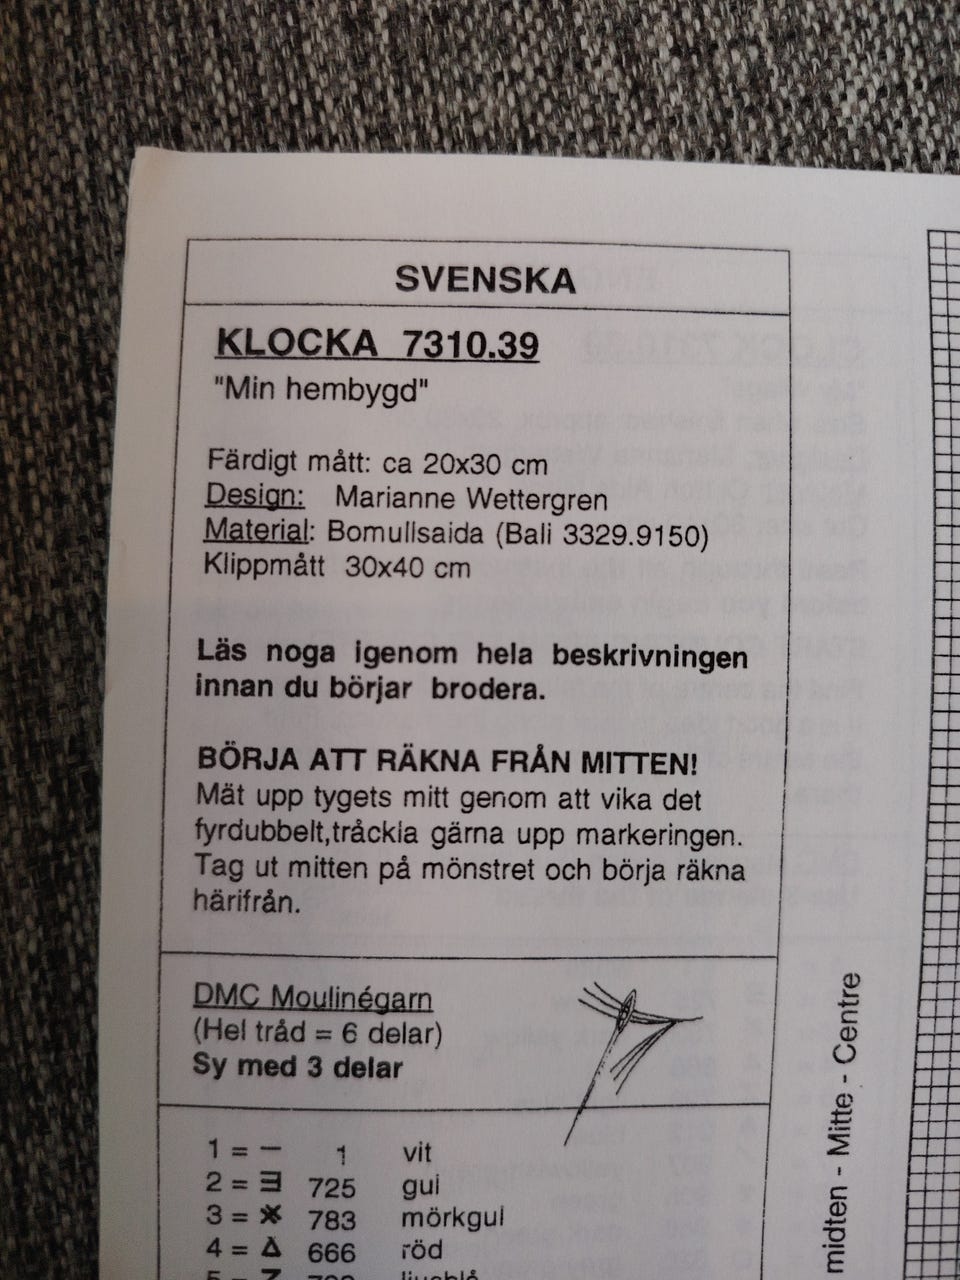 SVENSKA
KLOCKA 7310.39
"Min hembygd"
Färdigt mått: ca 20x30 cm
Design: Marianne Wettergren
Material: Bomullsaida (Bali 3329.9150)
Klippmått 30x40 cm
Läs noga igenom hela beskrivningen
innan du börjar brodera.
BÖRJA ATT RÄKNA FRÅN MITTEN!
Mät upp tygets mitt genom att vika det
fyrdubbelt,tråckla gärna upp markeringen.
Tag ut mitten på mönstret och börja räkna
härifrån.
DMC Moulinégarn
(Hel tråd = 6 delar)
Sy med 3 delar
1 = — 1 vit
2 = Ǝ 725 gul
3 = ⚹ 783 mörkgul
4 = Δ 666 röd
5 = Z
midten - Mitte - Centre